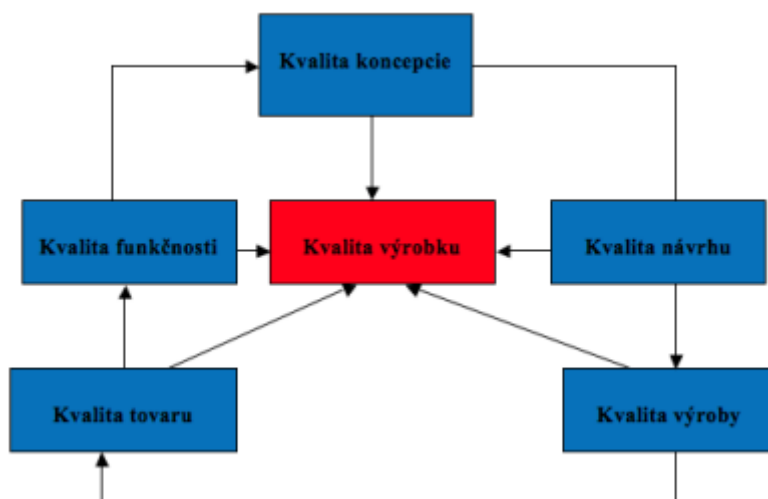 Kvalita koncepcie
Kvalita funkčnosti
Kvalita výrobku
Kvalita návrhu
Kvalita tovaru
Kvalita výroby